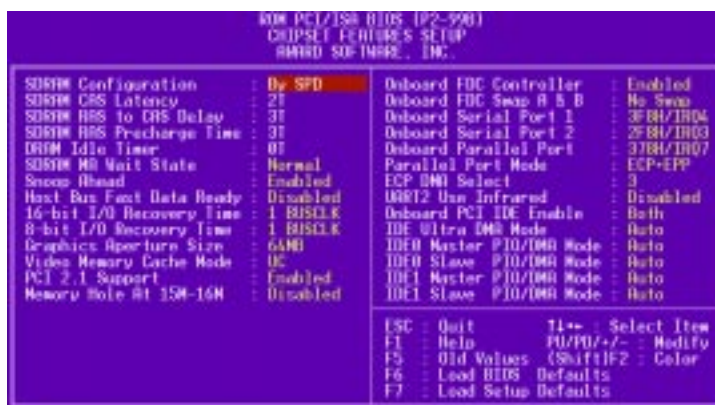 ROM PCI/ISA BIOS (P2-99B)
CHIPSET FEATURES SETUP
AWARD SOFTWARE, INC.
SDRAM Configuration : By SPD
SDRAM CAS Latency : 2T
SDRAM RAS to CAS Delay : 3T
SDRAM RAS Precharge Time : 3T
DRAM Idle Timer : 0T
SDRAM MA Wait State : Normal
Snoop Ahead : Enabled
Host Bus Fast Data Ready : Disabled
16-bit I/O Recovery Time : 1 BUSCLK
8-bit I/O Recovery Time : 1 BUSCLK
Graphics Aperture Size : 64MB
Video Memory Cache Mode : UC
PCI 2.1 Support : Enabled
Memory Hole At 15M-16M : Disabled
Onboard FDC Controller : Enabled
Onboard FDC Swap A & B : No Swap
Onboard Serial Port 1 : 3F8H/IRQ4
Onboard Serial Port 2 : 2F8H/IRQ3
Onboard Parallel Port : 378H/IRQ7
Parallel Port Mode : ECP+EPP
ECP DMA Select : 3
UART2 Use Infrared : Disabled
Onboard PCI IDE Enable : Both
IDE Ultra DMA Mode : Auto
IDE0 Master PIO/DMA Mode : Auto
IDE0 Slave PIO/DMA Mode : Auto
IDE1 Master PIO/DMA Mode : Auto
IDE1 Slave PIO/DMA Mode : Auto
ESC : Quit ↑↓→← : Select Item
F1 : Help PU/PD/+/- : Modify
F5 : Old Values (Shift)F2 : Color
F6 : Load BIOS Defaults
F7 : Load Setup Defaults